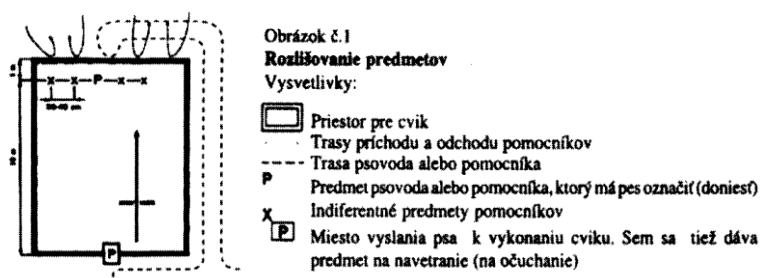 Obrázok č.1
Rozlišovanie predmetov
Vysvetlivky:
Priestor pre cvik
Trasy príchodu a odchodu pomocníkov
Trasa psovoda alebo pomocníka
P
Predmet psovoda alebo pomocníka, ktorý má pes označiť (doniesť)
X
Indiferentné predmety pomocníkov
P
Miesto vyslania psa k vykonaniu cviku. Sem sa tiež dáva
predmet na navetranie (na očuchanie)
x x P x x
P